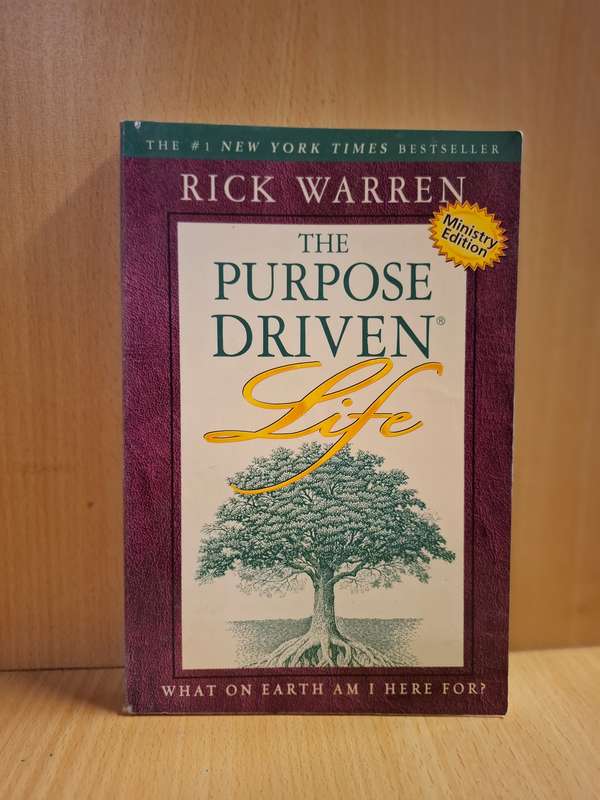 THE #1 NEW YORK TIMES BESTSELLER
RICK WARREN
Ministry
Edition
THE
PURPOSE
DRIVEN®
Life
WHAT ON EARTH AM I HERE FOR?